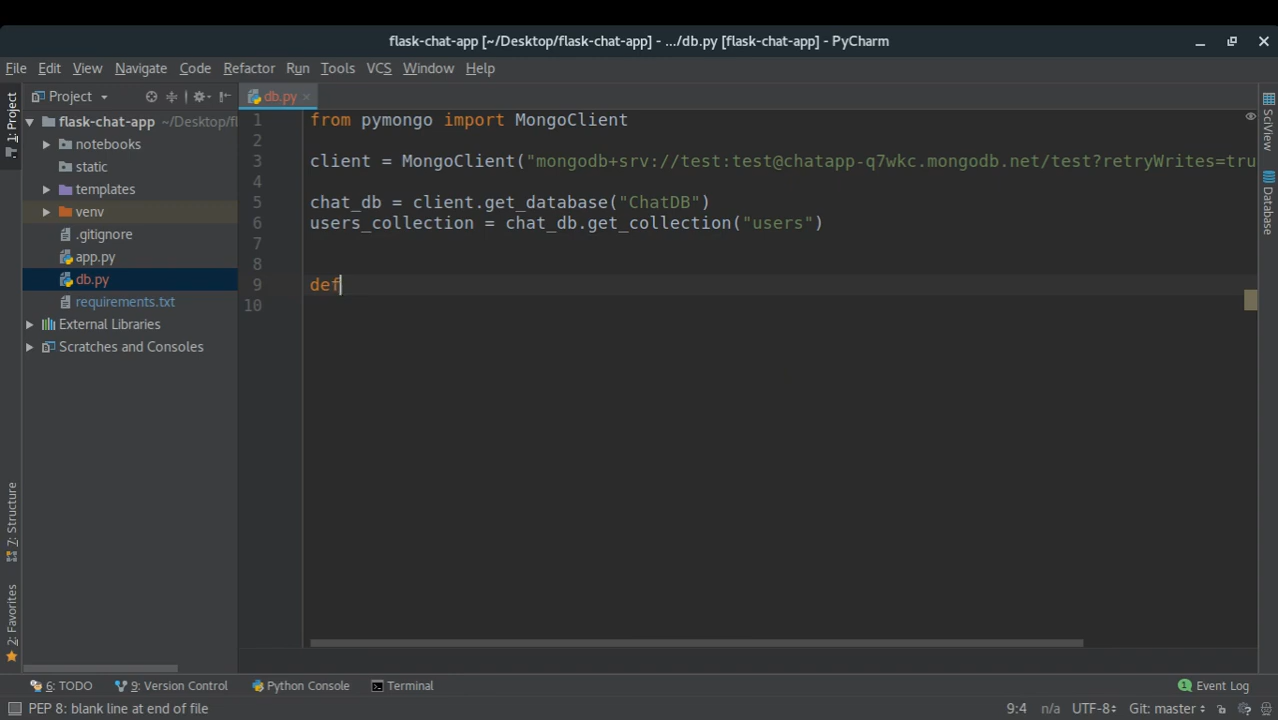 flask-chat-app [~/Desktop/flask-chat-app] - .../db.py [flask-chat-app] - PyCharm
File Edit View Navigate Code Refactor Run Tools VCS Window Help
Project
db.py
1: Project
flask-chat-app ~/Desktop/fl
notebooks
static
templates
venv
.gitignore
app.py
db.py
requirements.txt
External Libraries
Scratches and Consoles
1 from pymongo import MongoClient
2
3 client = MongoClient("mongodb+srv://test:test@chatapp-q7wkc.mongodb.net/test?retryWrites=tru
4
5 chat_db = client.get_database("ChatDB")
6 users_collection = chat_db.get_collection("users")
7
8
9 def
10
SciView
Database
7: Structure
2: Favorites
6: TODO 9: Version Control Python Console Terminal 1 Event Log
PEP 8: blank line at end of file 9:4 n/a UTF-8 Git: master